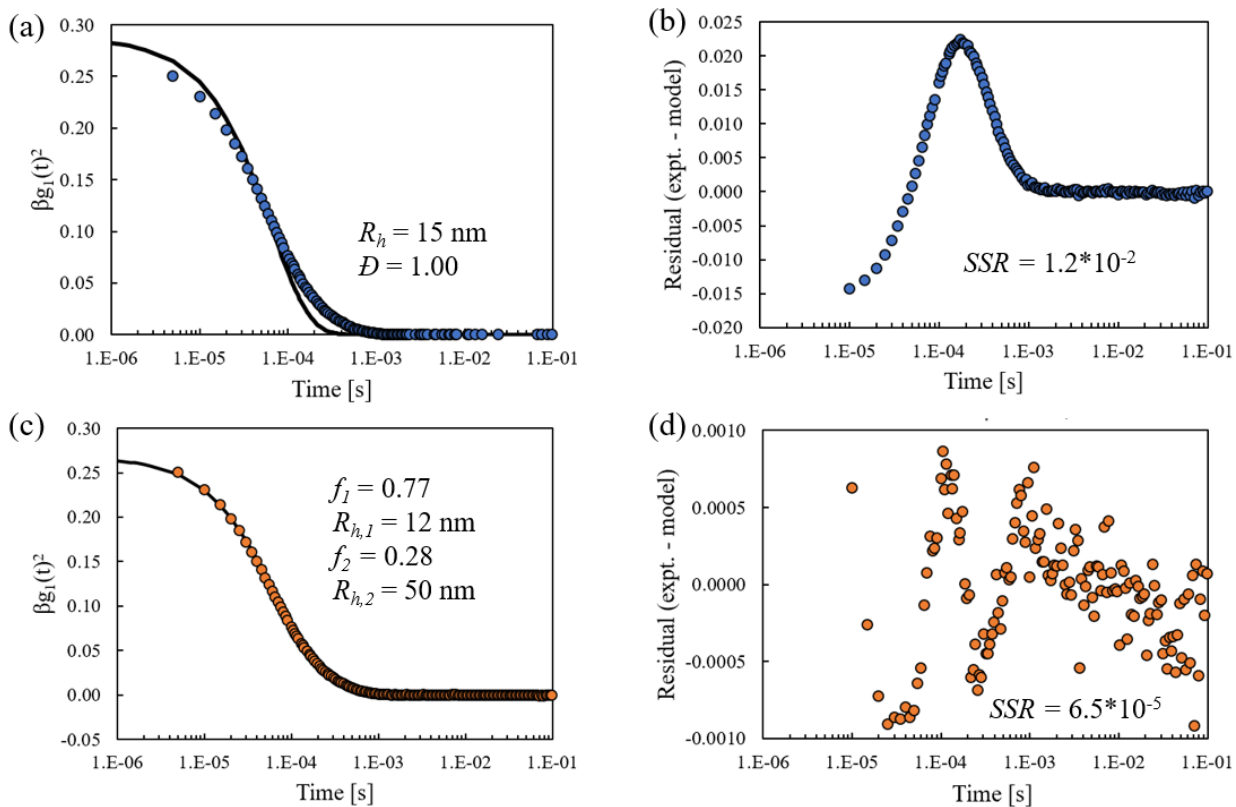 (a)
0.30
0.25
0.20
0.15
0.10
0.05
0.00
βg₁(t)²
R_h = 15 nm
Đ = 1.00
1.E-06 1.E-05 1.E-04 1.E-03 1.E-02 1.E-01
Time [s]
(b)
0.025
0.020
0.015
0.010
0.005
0.000
-0.005
-0.010
-0.015
-0.020
Residual (expt. - model)
SSR = 1.2*10⁻²
1.E-06 1.E-05 1.E-04 1.E-03 1.E-02 1.E-01
Time [s]
(c)
0.30
0.25
0.20
0.15
0.10
0.05
0.00
-0.05
βg₁(t)²
f₁ = 0.77
R_h,1 = 12 nm
f₂ = 0.28
R_h,2 = 50 nm
1.E-06 1.E-05 1.E-04 1.E-03 1.E-02 1.E-01
Time [s]
(d)
0.0010
0.0005
0.0000
-0.0005
-0.0010
Residual (expt. - model)
SSR = 6.5*10⁻⁵
1.E-06 1.E-05 1.E-04 1.E-03 1.E-02 1.E-01
Time [s]